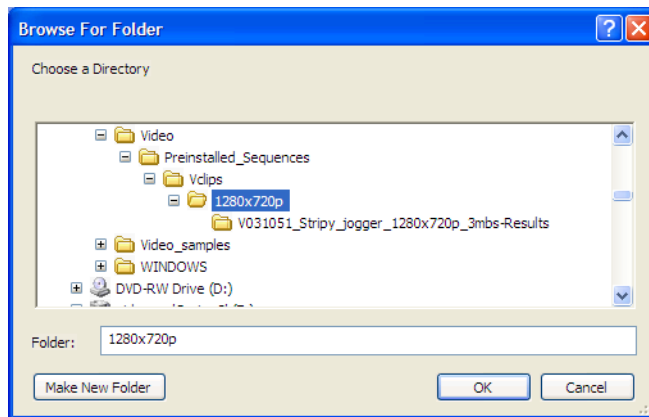 Browse For Folder
Choose a Directory
Video
Preinstalled_Sequences
Vclips
1280x720p
V031051_Stripy_jogger_1280x720p_3mbs-Results
Video_samples
WINDOWS
DVD-RW Drive (D:)
Folder: 1280x720p
Make New Folder OK Cancel